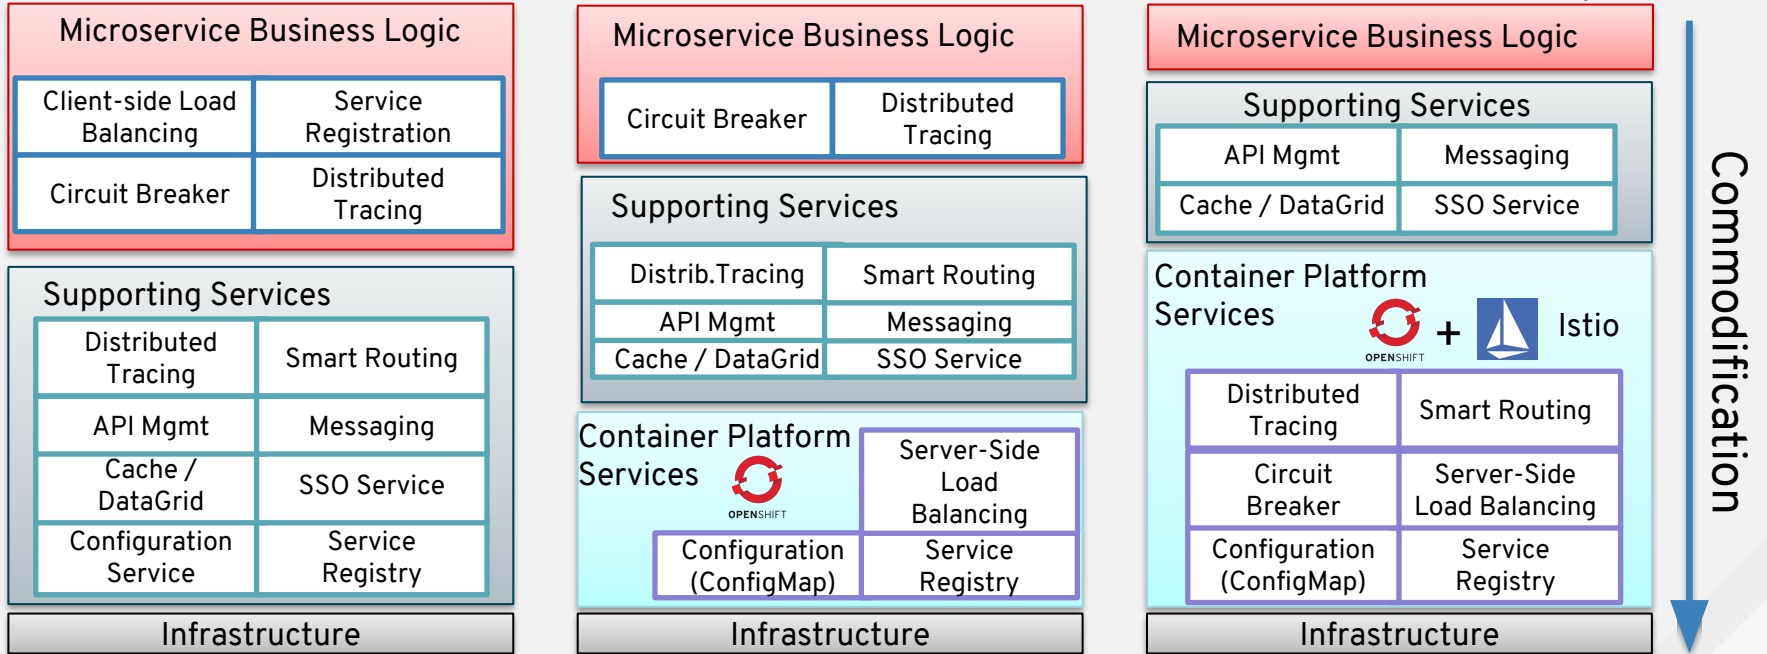 Microservice Business Logic
Client-side Load
Balancing
Service
Registration
Circuit Breaker
Distributed
Tracing
Supporting Services
Distributed
Tracing
Smart Routing
API Mgmt
Messaging
Cache /
DataGrid
SSO Service
Configuration
Service
Service
Registry
Infrastructure
Microservice Business Logic
Circuit Breaker
Distributed
Tracing
Supporting Services
Distrib.Tracing
Smart Routing
API Mgmt
Messaging
Cache / DataGrid
SSO Service
Container Platform
Services
OPENSHIFT
Server-Side
Load
Balancing
Configuration
(ConfigMap)
Service
Registry
Infrastructure
Microservice Business Logic
Supporting Services
API Mgmt
Messaging
Cache / DataGrid
SSO Service
Container Platform
Services
OPENSHIFT
+
Istio
Distributed
Tracing
Smart Routing
Circuit
Breaker
Server-Side
Load Balancing
Configuration
(ConfigMap)
Service
Registry
Infrastructure
Commodification